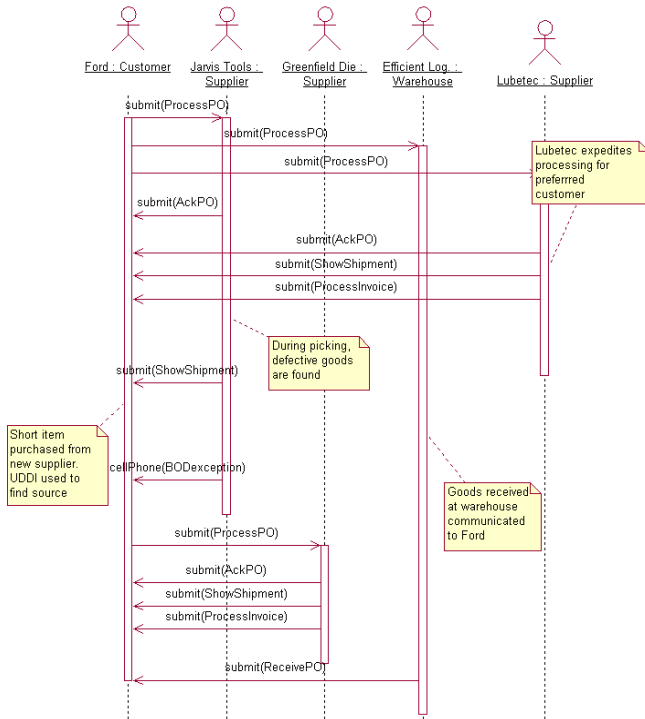 Ford : Customer
Jarvis Tools :
Supplier
Greenfield Die :
Supplier
Efficient Log. :
Warehouse
Lubetec : Supplier
submit(ProcessPO)
submit(ProcessPO)
submit(ProcessPO)
Lubetec expedites
processing for
preferrred
customer
submit(AckPO)
submit(AckPO)
submit(ShowShipment)
submit(ProcessInvoice)
During picking,
defective goods
are found
submit(ShowShipment)
Short item
purchased from
new supplier.
UDDI used to
find source
cellPhone(BODexception)
Goods received
at warehouse
communicated
to Ford
submit(ProcessPO)
submit(AckPO)
submit(ShowShipment)
submit(ProcessInvoice)
submit(ReceivePO)